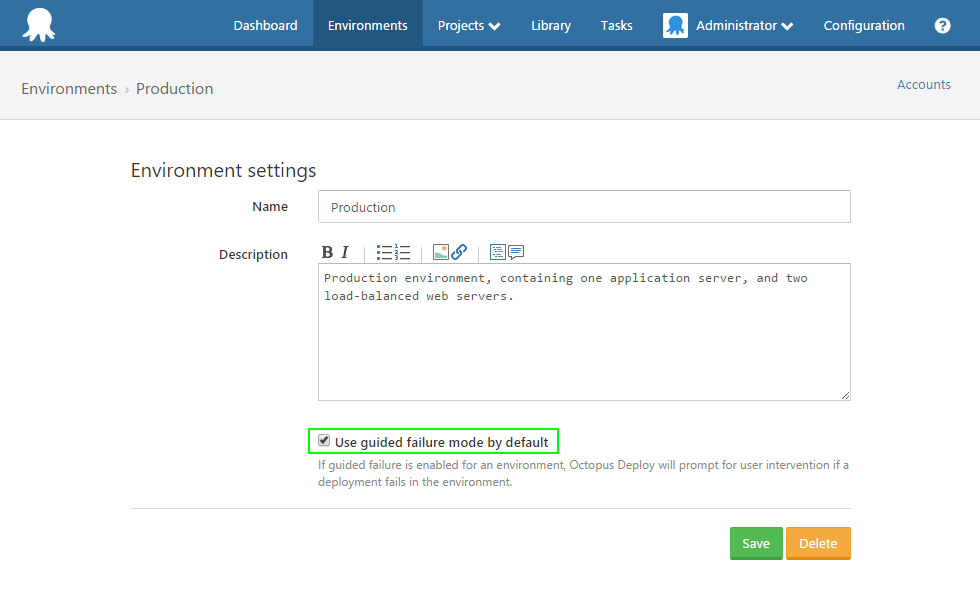 Dashboard Environments Projects Library Tasks Administrator Configuration ?
Environments › Production Accounts
Environment settings
Name Production
Description B I
Production environment, containing one application server, and two
load-balanced web servers.
Use guided failure mode by default
If guided failure is enabled for an environment, Octopus Deploy will prompt for user intervention if a
deployment fails in the environment.
Save Delete